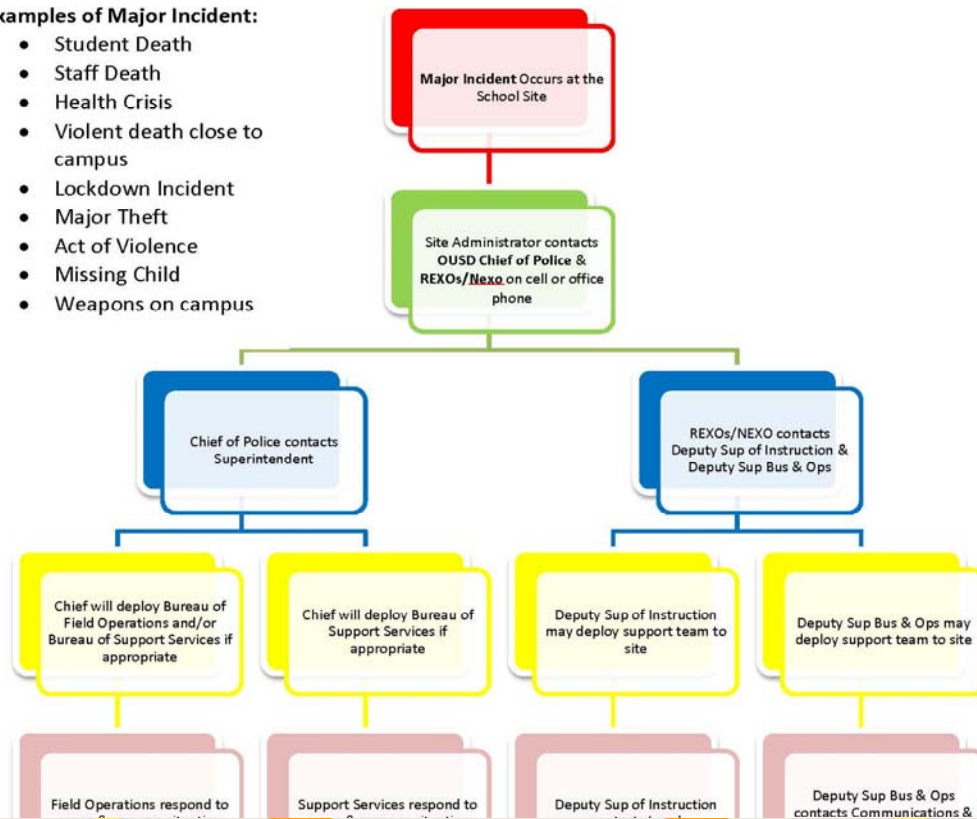 xamples of Major Incident:
• Student Death
• Staff Death
• Health Crisis
• Violent death close to
campus
• Lockdown Incident
• Major Theft
• Act of Violence
• Missing Child
• Weapons on campus
Major Incident Occurs at the
School Site
Site Administrator contacts
OUSD Chief of Police &
REXOs/Nexo on cell or office
phone
Chief of Police contacts
Superintendent
REXOs/NEXO contacts
Deputy Sup of Instruction &
Deputy Sup Bus & Ops
Chief will deploy Bureau of
Field Operations and/or
Bureau of Support Services if
appropriate
Chief will deploy Bureau of
Support Services if
appropriate
Deputy Sup of Instruction
may deploy support team to
site
Deputy Sup Bus & Ops may
deploy support team to site
Field Operations respond to
Support Services respond to
Deputy Sup of Instruction
Deputy Sup Bus & Ops
contacts Communications &